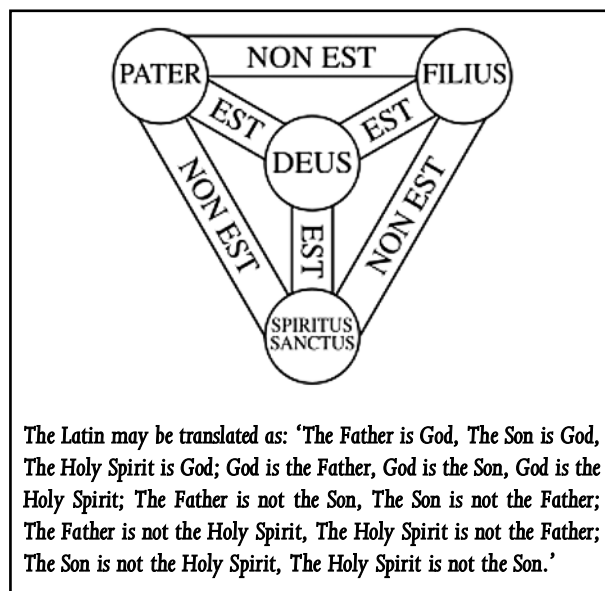 NON EST
PATER
FILIUS
EST
EST
DEUS
NON EST
NON EST
EST
SPIRITUS
SANCTUS
The Latin may be translated as: ‘The Father is God, The Son is God,
The Holy Spirit is God; God is the Father, God is the Son, God is the
Holy Spirit; The Father is not the Son, The Son is not the Father;
The Father is not the Holy Spirit, The Holy Spirit is not the Father;
The Son is not the Holy Spirit, The Holy Spirit is not the Son.’